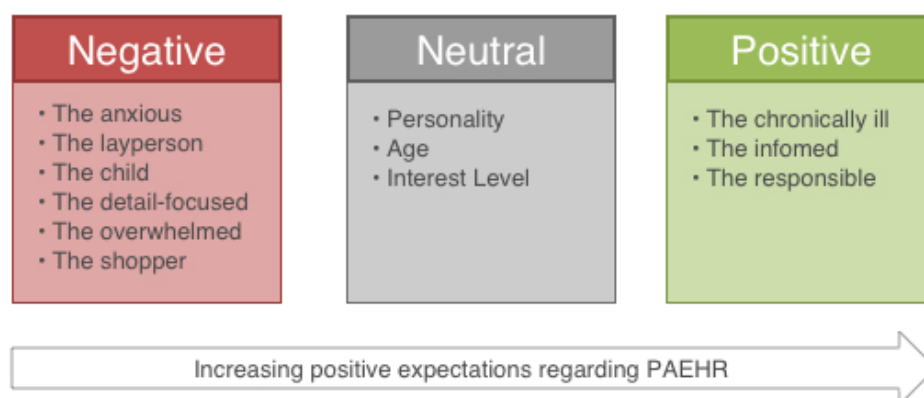 Negative
• The anxious
• The layperson
• The child
• The detail-focused
• The overwhelmed
• The shopper
Neutral
• Personality
• Age
• Interest Level
Positive
• The chronically ill
• The infomed
• The responsible
Increasing positive expectations regarding PAEHR